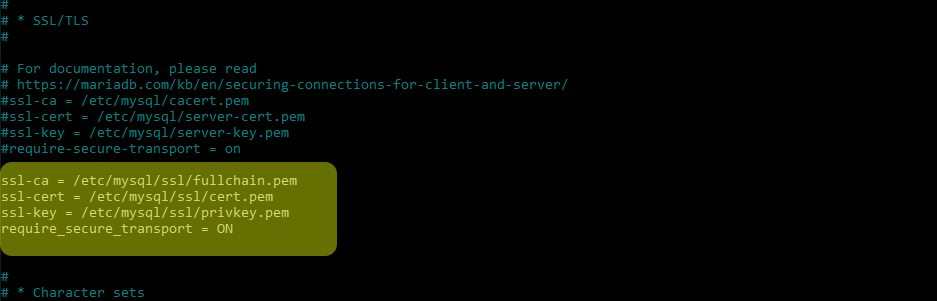 #
# * SSL/TLS
#
# For documentation, please read
# https://mariadb.com/kb/en/securing-connections-for-client-and-server/
#ssl-ca = /etc/mysql/cacert.pem
#ssl-cert = /etc/mysql/server-cert.pem
#ssl-key = /etc/mysql/server-key.pem
#require-secure-transport = on
ssl-ca = /etc/mysql/ssl/fullchain.pem
ssl-cert = /etc/mysql/ssl/cert.pem
ssl-key = /etc/mysql/ssl/privkey.pem
require_secure_transport = ON
#
# * Character sets